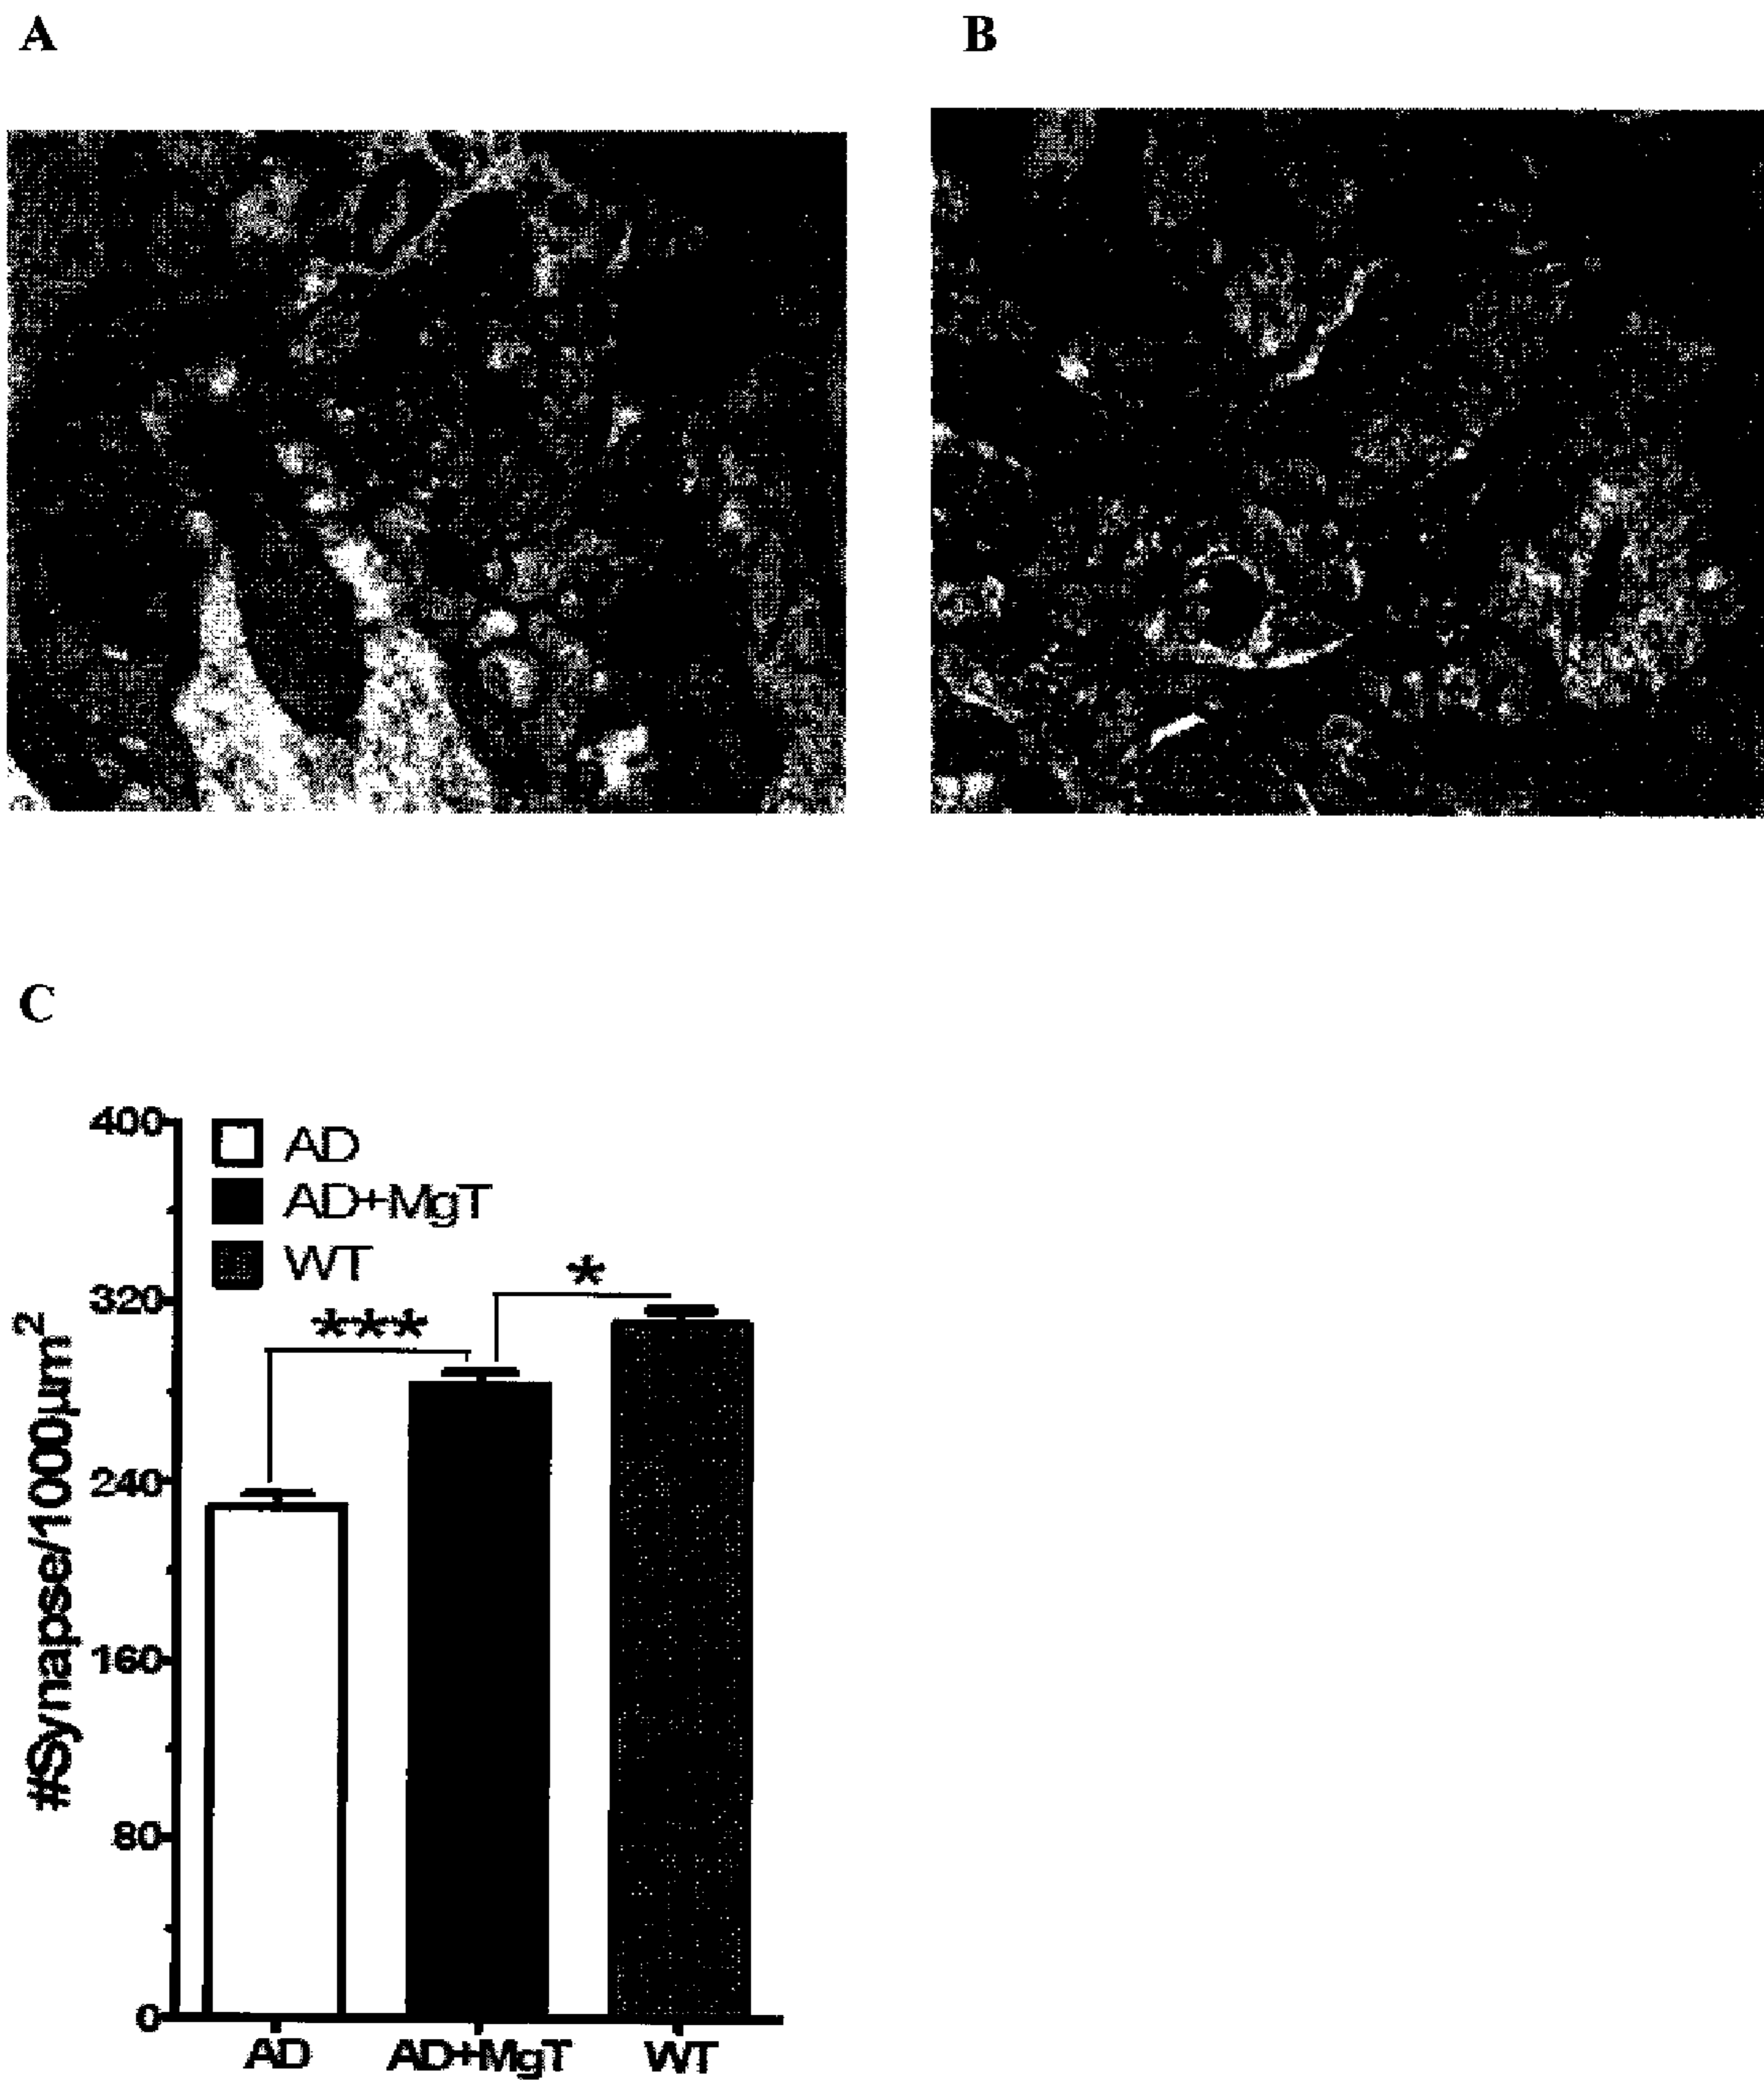 A
B
C
400
320
240
160
80
0
#Synapse/1000µm²
AD
AD+MgT
WT
***
*
AD
AD+MgT
WT